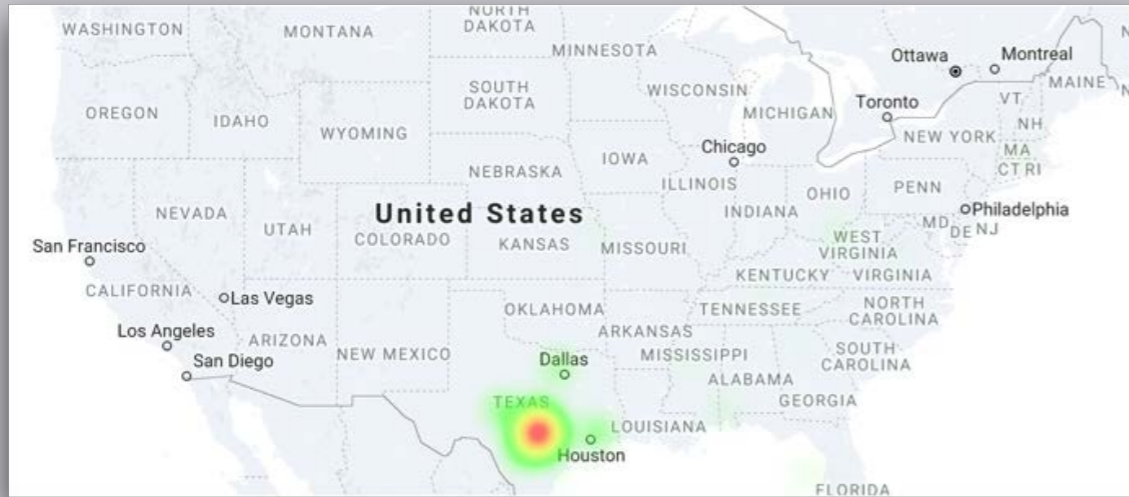 WASHINGTON
MONTANA
NORTH
DAKOTA
MINNESOTA
Ottawa
Montreal
MAINE
OREGON
IDAHO
SOUTH
DAKOTA
WISCONSIN
MICHIGAN
Toronto
VT
NH
WYOMING
NEW YORK
Chicago
IOWA
MA
CT RI
NEBRASKA
ILLINOIS
OHIO
PENN
NEVADA
United States
INDIANA
Philadelphia
UTAH
COLORADO
KANSAS
MISSOURI
WEST
VIRGINIA
MD
DE
NJ
San Francisco
KENTUCKY
VIRGINIA
CALIFORNIA
Las Vegas
OKLAHOMA
TENNESSEE
NORTH
CAROLINA
Los Angeles
ARIZONA
NEW MEXICO
ARKANSAS
San Diego
Dallas
MISSISSIPPI
SOUTH
CAROLINA
ALABAMA
TEXAS
GEORGIA
LOUISIANA
Houston
FLORIDA